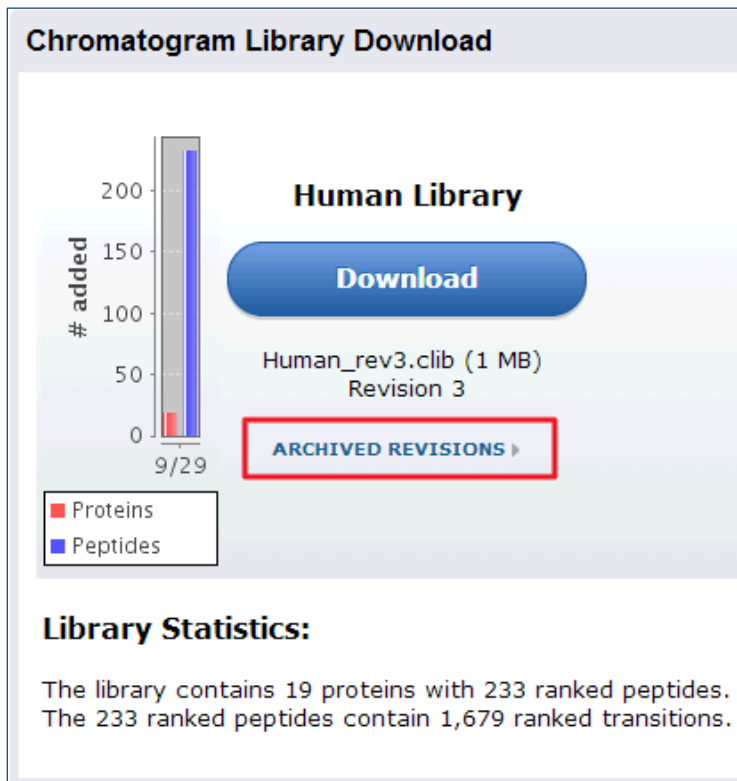 Chromatogram Library Download
200
150
100
50
0
# added
9/29
Proteins
Peptides
Human Library
Download
Human_rev3.clib (1 MB)
Revision 3
ARCHIVED REVISIONS
Library Statistics:
The library contains 19 proteins with 233 ranked peptides.
The 233 ranked peptides contain 1,679 ranked transitions.